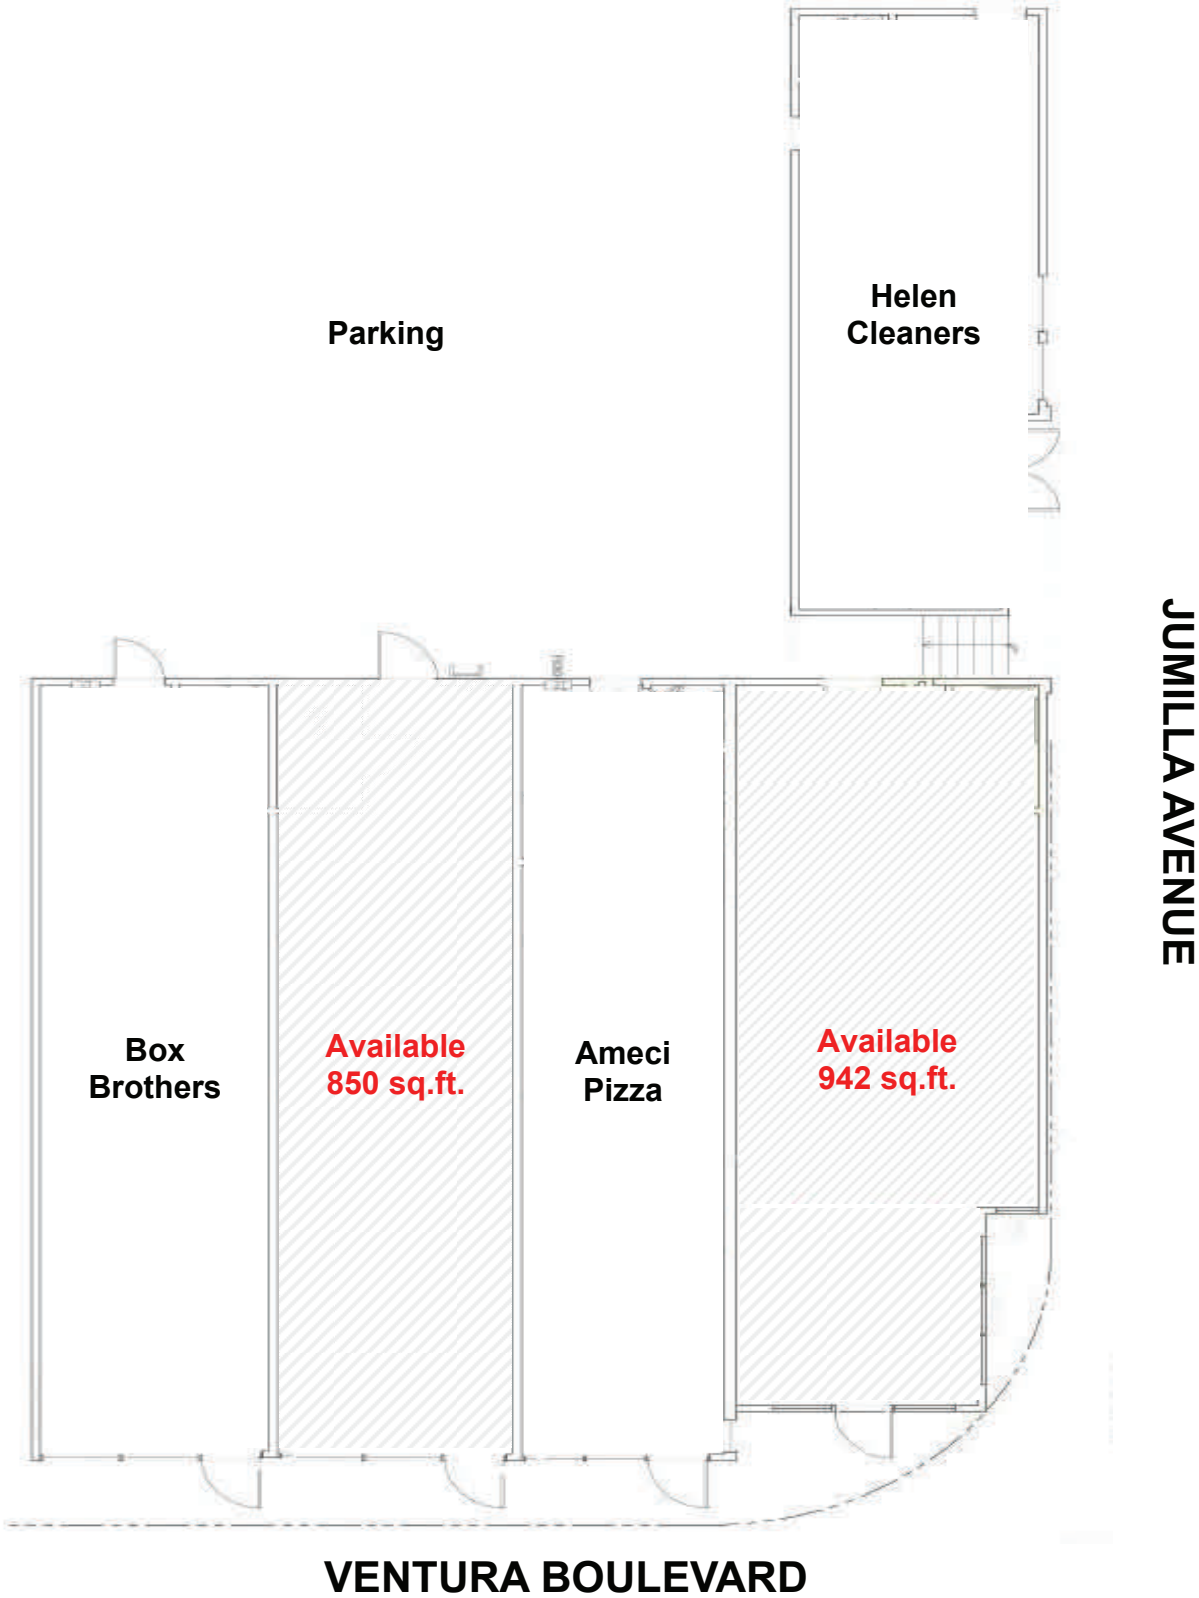 Helen
Cleaners
Parking
JUMILLA AVENUE
Box
Brothers
Available
850 sq.ft.
Ameci
Pizza
Available
942 sq.ft.
VENTURA BOULEVARD